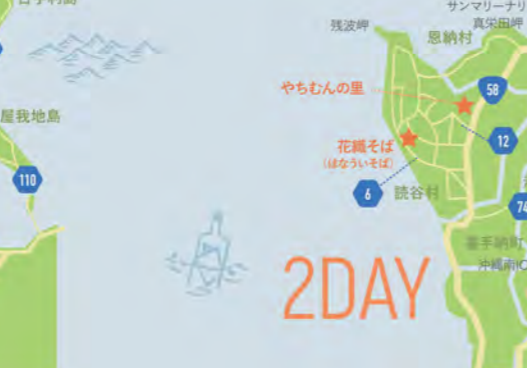 サンマリーナリ
真栄田岬
残波岬
恩納村
やちむんの里
58
屋我地島
花織そば
(はなういそば)
12
110
6
読谷村
74
嘉手納町
沖縄南IC
2DAY